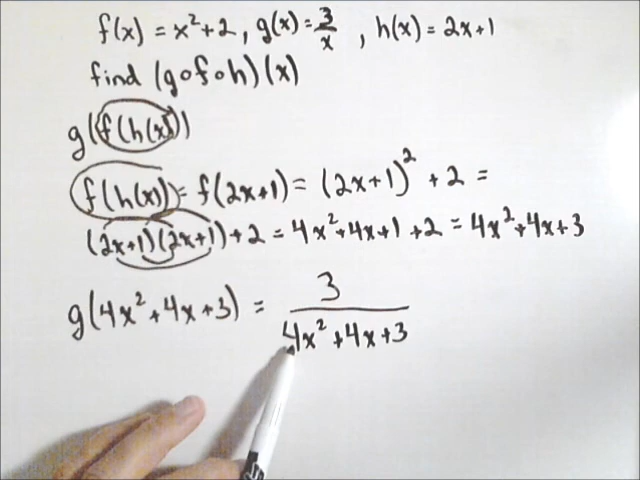 f(x) = x² + 2 , g(x) = 3/x , h(x) = 2x+1
find (g∘f∘h)(x)
g(f(h(x)))
f(h(x)) = f(2x+1) = (2x+1)² + 2 =
(2x+1)(2x+1) + 2 = 4x² + 4x + 1 + 2 = 4x² + 4x + 3
g(4x² + 4x + 3) = 3/(4x² + 4x + 3)